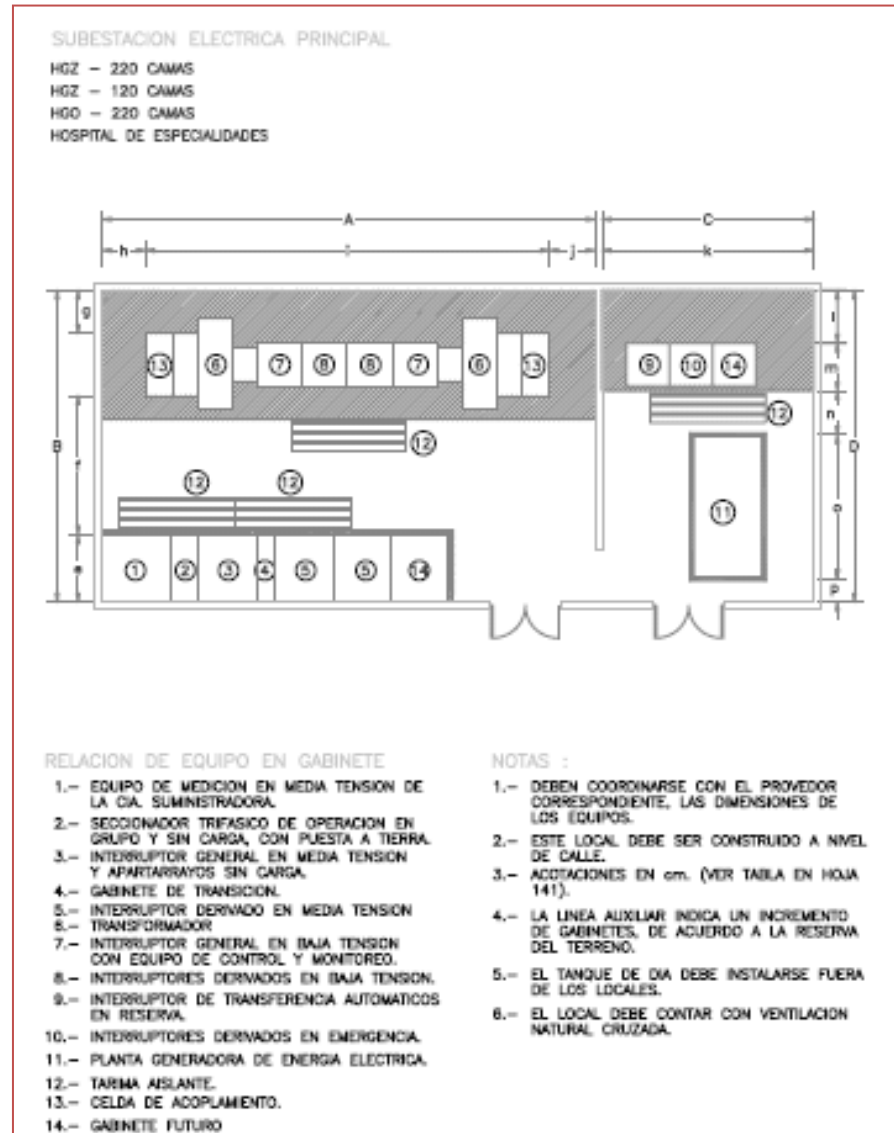 SUBESTACION ELECTRICA PRINCIPAL
HGZ – 220 CAMAS
HGZ – 120 CAMAS
HGO – 220 CAMAS
HOSPITAL DE ESPECIALIDADES
A
C
h
i
j
k
g
13
6
7
8
8
7
6
13
9
10
14
l
m
n
B
f
12
12
12
12
D
11
o
e
1
2
3
4
5
5
14
p
RELACION DE EQUIPO EN GABINETE
1.– EQUIPO DE MEDICION EN MEDIA TENSION DE
LA CIA. SUMINISTRADORA.
2.– SECCIONADOR TRIFASICO DE OPERACION EN
GRUPO Y SIN CARGA, CON PUESTA A TIERRA.
3.– INTERRUPTOR GENERAL EN MEDIA TENSION
Y APARTARRAYOS SIN CARGA.
4.– GABINETE DE TRANSICION.
5.– INTERRUPTOR DERIVADO EN MEDIA TENSION
6.– TRANSFORMADOR
7.– INTERRUPTOR GENERAL EN BAJA TENSION
CON EQUIPO DE CONTROL Y MONITOREO.
8.– INTERRUPTORES DERIVADOS EN BAJA TENSION.
9.– INTERRUPTOR DE TRANSFERENCIA AUTOMATICOS
EN RESERVA.
10.– INTERRUPTORES DERIVADOS EN EMERGENCIA.
11.– PLANTA GENERADORA DE ENERGIA ELECTRICA.
12.– TARIMA AISLANTE.
13.– CELDA DE ACOPLAMIENTO.
14.– GABINETE FUTURO
NOTAS :
1.– DEBEN COORDINARSE CON EL PROVEDOR
CORRESPONDIENTE, LAS DIMENSIONES DE
LOS EQUIPOS.
2.– ESTE LOCAL DEBE SER CONSTRUIDO A NIVEL
DE CALLE.
3.– ACOTACIONES EN cm. (VER TABLA EN HOJA
141).
4.– LA LINEA AUXILIAR INDICA UN INCREMENTO
DE GABINETES, DE ACUERDO A LA RESERVA
DEL TERRENO.
5.– EL TANQUE DE DIA DEBE INSTALARSE FUERA
DE LOS LOCALES.
6.– EL LOCAL DEBE CONTAR CON VENTILACION
NATURAL CRUZADA.